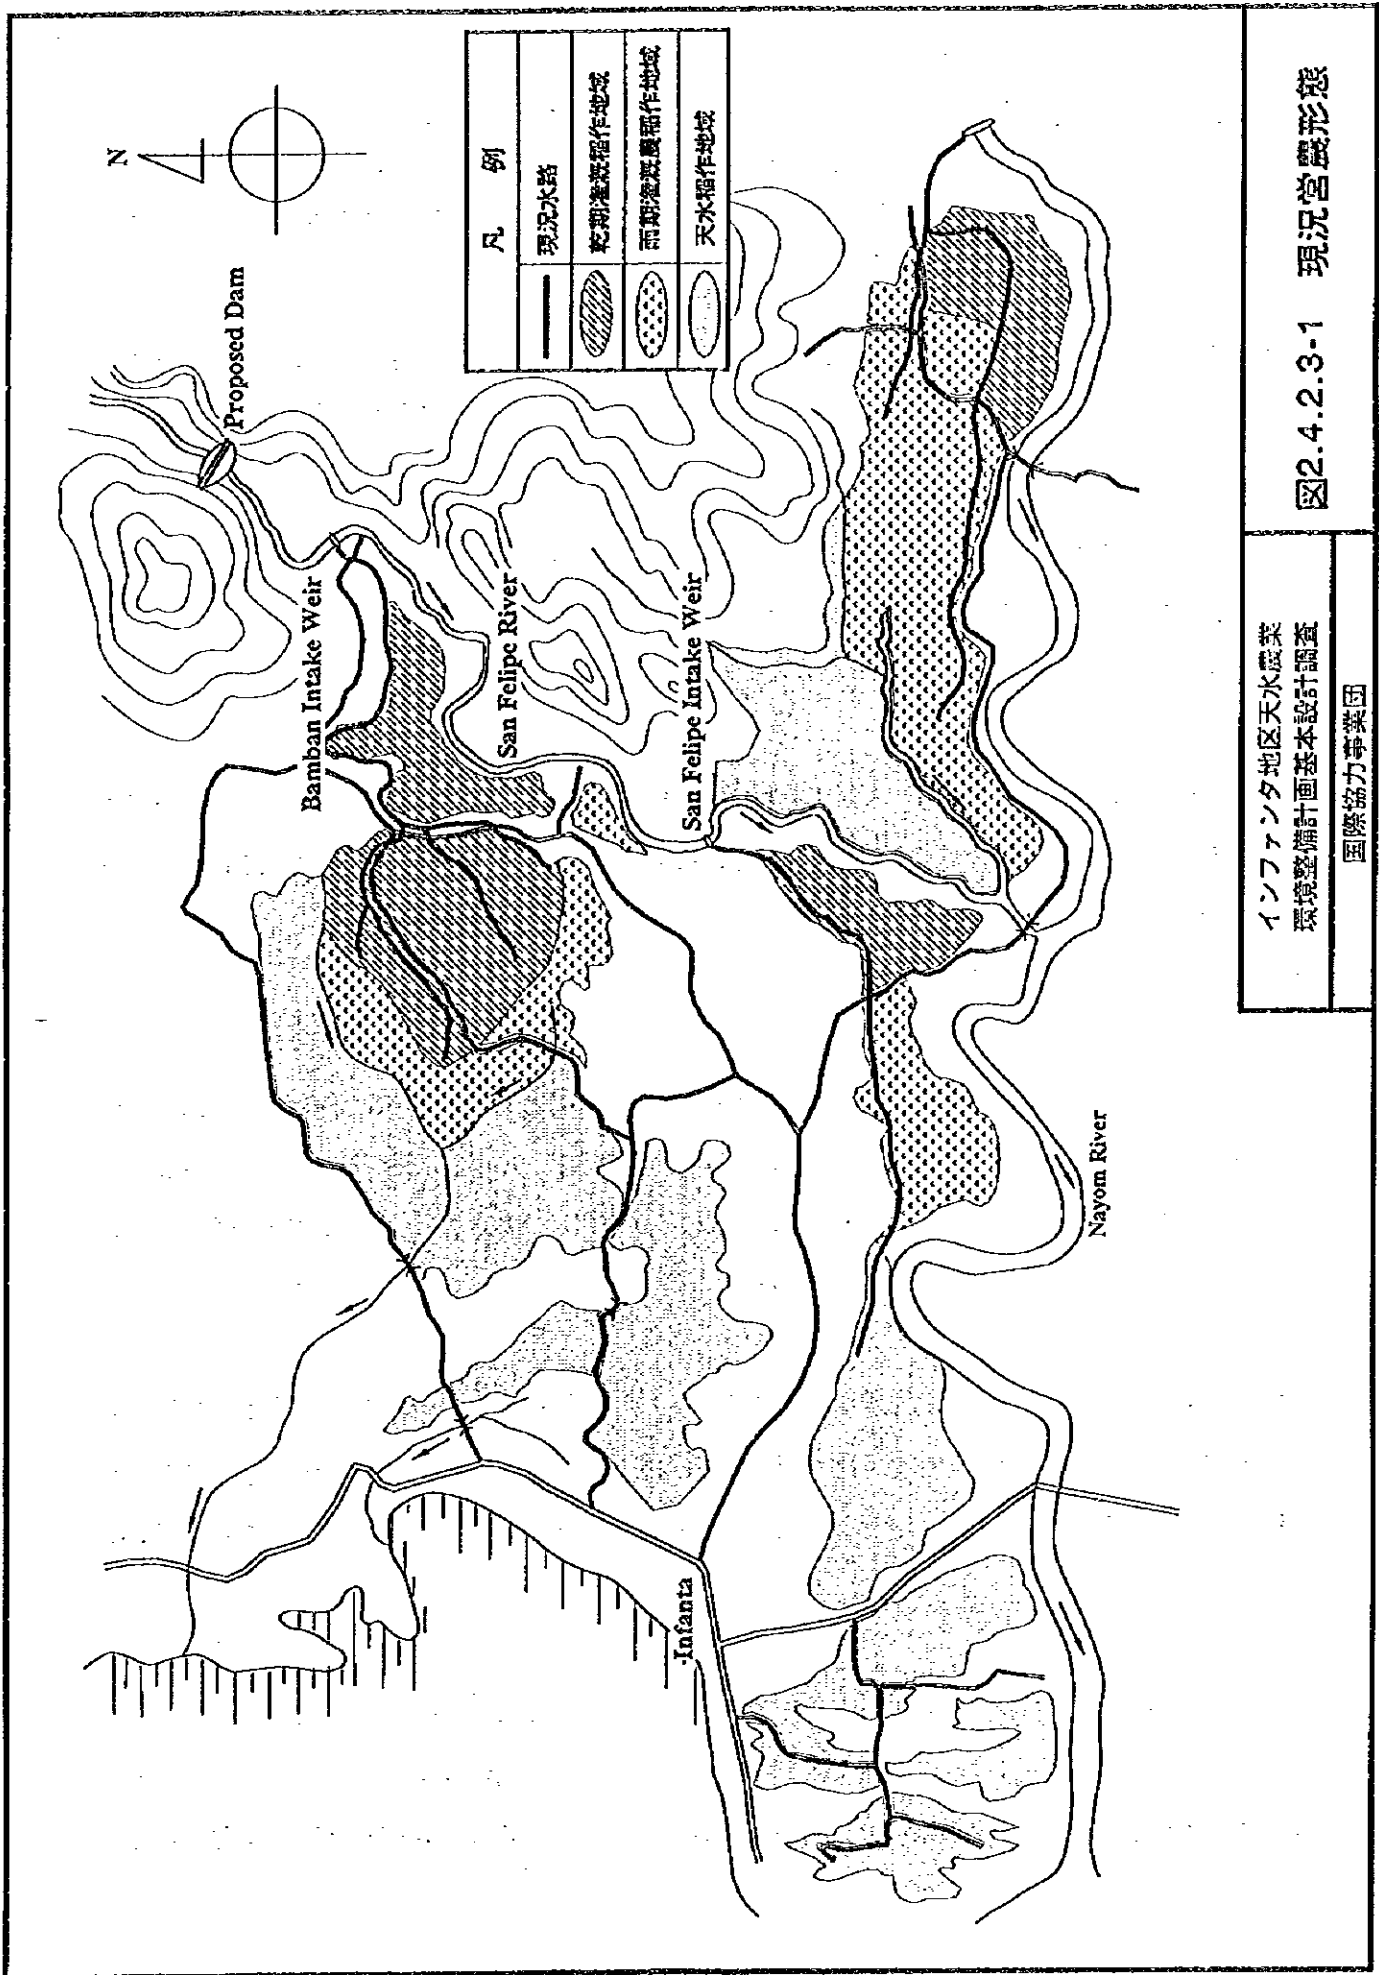 N
Proposed Dam
凡 例
現況水路
乾期灌漑稲作地域
雨期灌漑農稲作地域
天水稲作地域
Bamban Intake Weir
San Felipe River
San Felipe Intake Weir
Nayom River
Infanta
インファンタ地区天水農業
環境整備計画基本設計調査
国際協力事業団
図2.4.2.3-1 現況営農形態